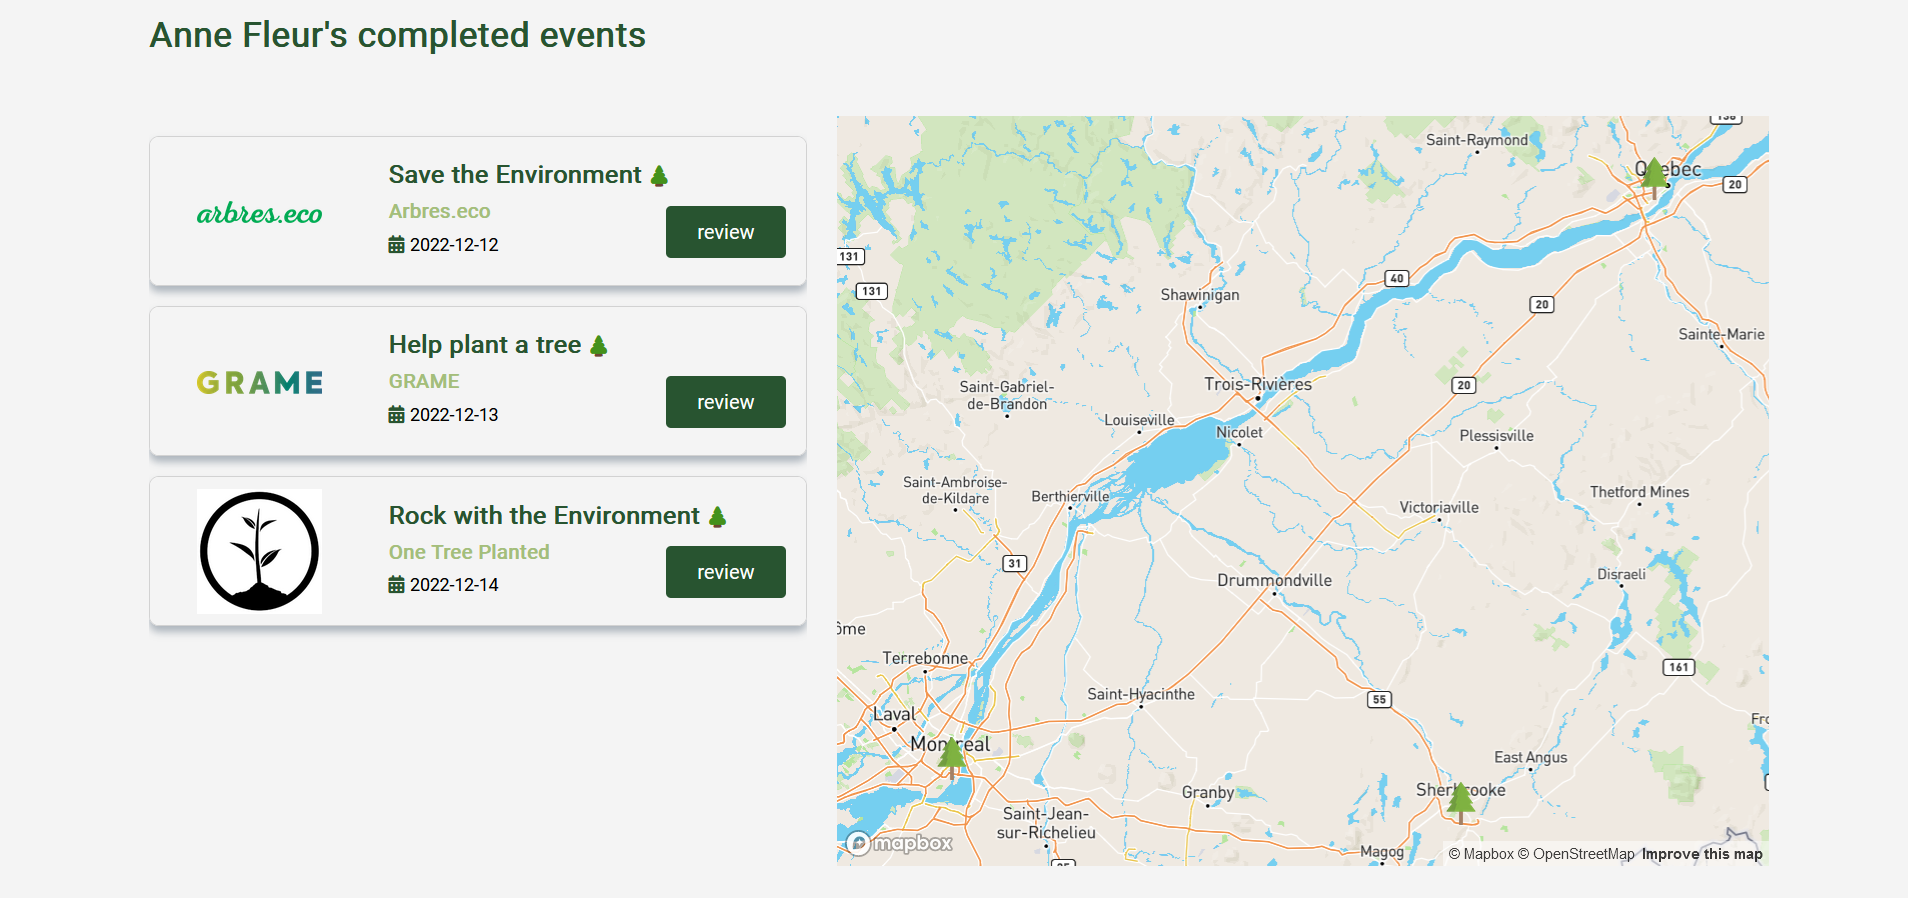 Anne Fleur's completed events
arbres.eco
Save the Environment
Arbres.eco
2022-12-12
review
GRAME
Help plant a tree
GRAME
2022-12-13
review
Rock with the Environment
One Tree Planted
2022-12-14
review
138
Saint-Raymond
Quebec
20
131
131
40
Shawinigan
20
Sainte-Marie
Trois-Rivières
20
Saint-Gabriel-
de-Brandon
Louiseville
Nicolet
Plessisville
Saint-Ambroise-
de-Kildare
Berthierville
Thetford Mines
Victoriaville
31
Drummondville
Disraeli
ôme
Terrebonne
161
Saint-Hyacinthe
55
Laval
Fro
Montreal
East Angus
Sherbrooke
Granby
Saint-Jean-
sur-Richelieu
mapbox
Magog
© Mapbox © OpenStreetMap Improve this map